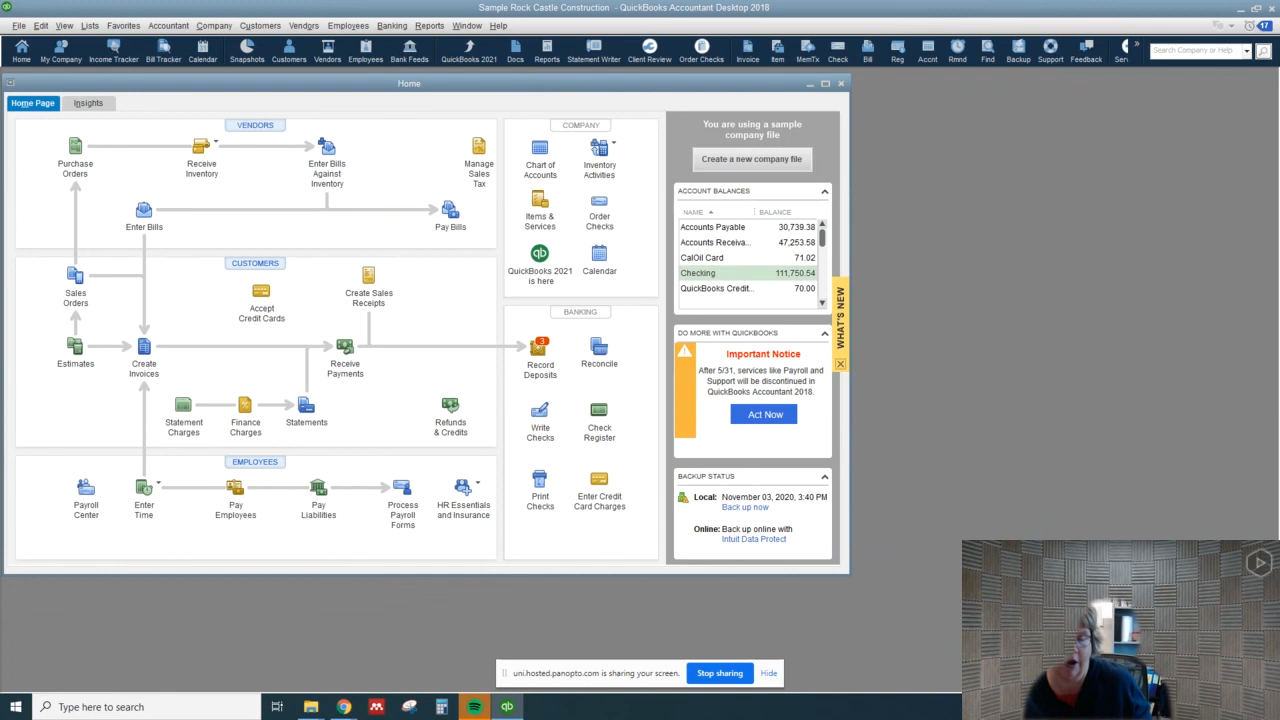 Sample Rock Castle Construction - QuickBooks Accountant Desktop 2018
File Edit View Lists Favorites Accountant Company Customers Vendors Employees Banking Reports Window Help
17
Home My Company Income Tracker Bill Tracker Calendar Snapshots Customers Vendors Employees Bank Feeds QuickBooks 2021 Docs Reports Statement Writer Client Review Order Checks Invoice Item MemTx Check Bill Reg Accnt Rmnd Find Backup Support Feedback Serv
Search Company or Help
Home
Home Page Insights
VENDORS
Purchase
Orders
Receive
Inventory
Enter Bills
Against
Inventory
Manage
Sales
Tax
Enter Bills
Pay Bills
CUSTOMERS
Sales
Orders
Accept
Credit Cards
Create Sales
Receipts
Estimates
Create
Invoices
Receive
Payments
Statement
Charges
Finance
Charges
Statements
Refunds
& Credits
EMPLOYEES
Payroll
Center
Enter
Time
Pay
Employees
Pay
Liabilities
Process
Payroll
Forms
HR Essentials
and Insurance
COMPANY
Chart of
Accounts
Inventory
Activities
Items &
Services
Order
Checks
qb
QuickBooks 2021
is here
Calendar
BANKING
3
Record
Deposits
Reconcile
Write
Checks
Check
Register
Print
Checks
Enter Credit
Card Charges
You are using a sample
company file
Create a new company file
ACCOUNT BALANCES
NAME BALANCE
Accounts Payable 30,739.38
Accounts Receiva... 47,253.58
CalOil Card 71.02
Checking 111,750.54
QuickBooks Credit... 70.00
WHAT'S NEW
DO MORE WITH QUICKBOOKS
Important Notice
After 5/31, services like Payroll and
Support will be discontinued in
QuickBooks Accountant 2018.
Act Now
BACKUP STATUS
Local: November 03, 2020, 3:40 PM
Back up now
Online: Back up online with
Intuit Data Protect
uni.hosted.panopto.com is sharing your screen. Stop sharing Hide
Type here to search
qb